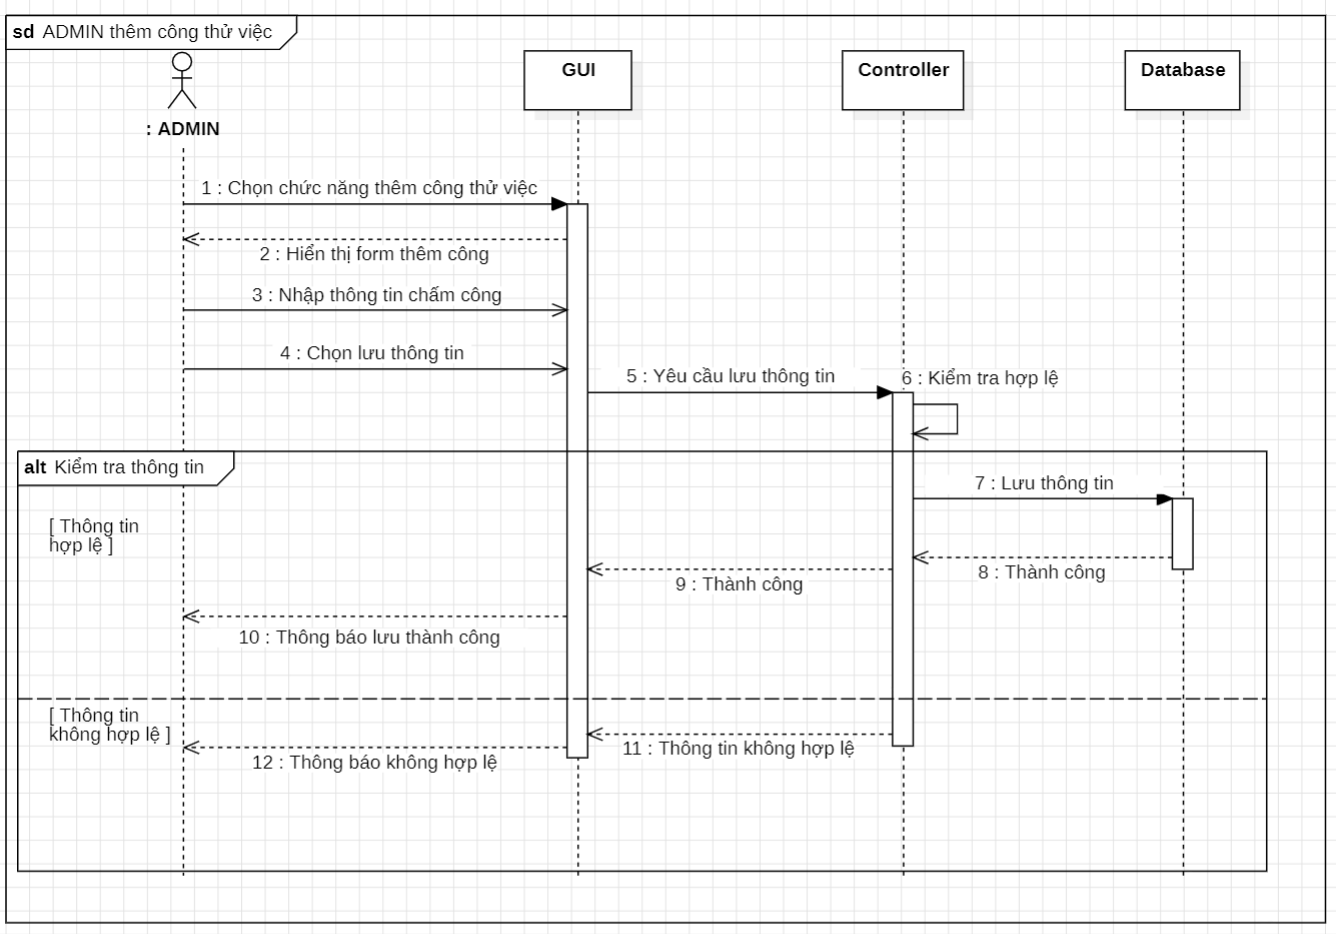 sd ADMIN thêm công thử việc
GUI
Controller
Database
: ADMIN
1 : Chọn chức năng thêm công thử việc
2 : Hiển thị form thêm công
3 : Nhập thông tin chấm công
4 : Chọn lưu thông tin
5 : Yêu cầu lưu thông tin
6 : Kiểm tra hợp lệ
alt Kiểm tra thông tin
7 : Lưu thông tin
[ Thông tin
hợp lệ ]
8 : Thành công
9 : Thành công
10 : Thông báo lưu thành công
[ Thông tin
không hợp lệ ]
11 : Thông tin không hợp lệ
12 : Thông báo không hợp lệ